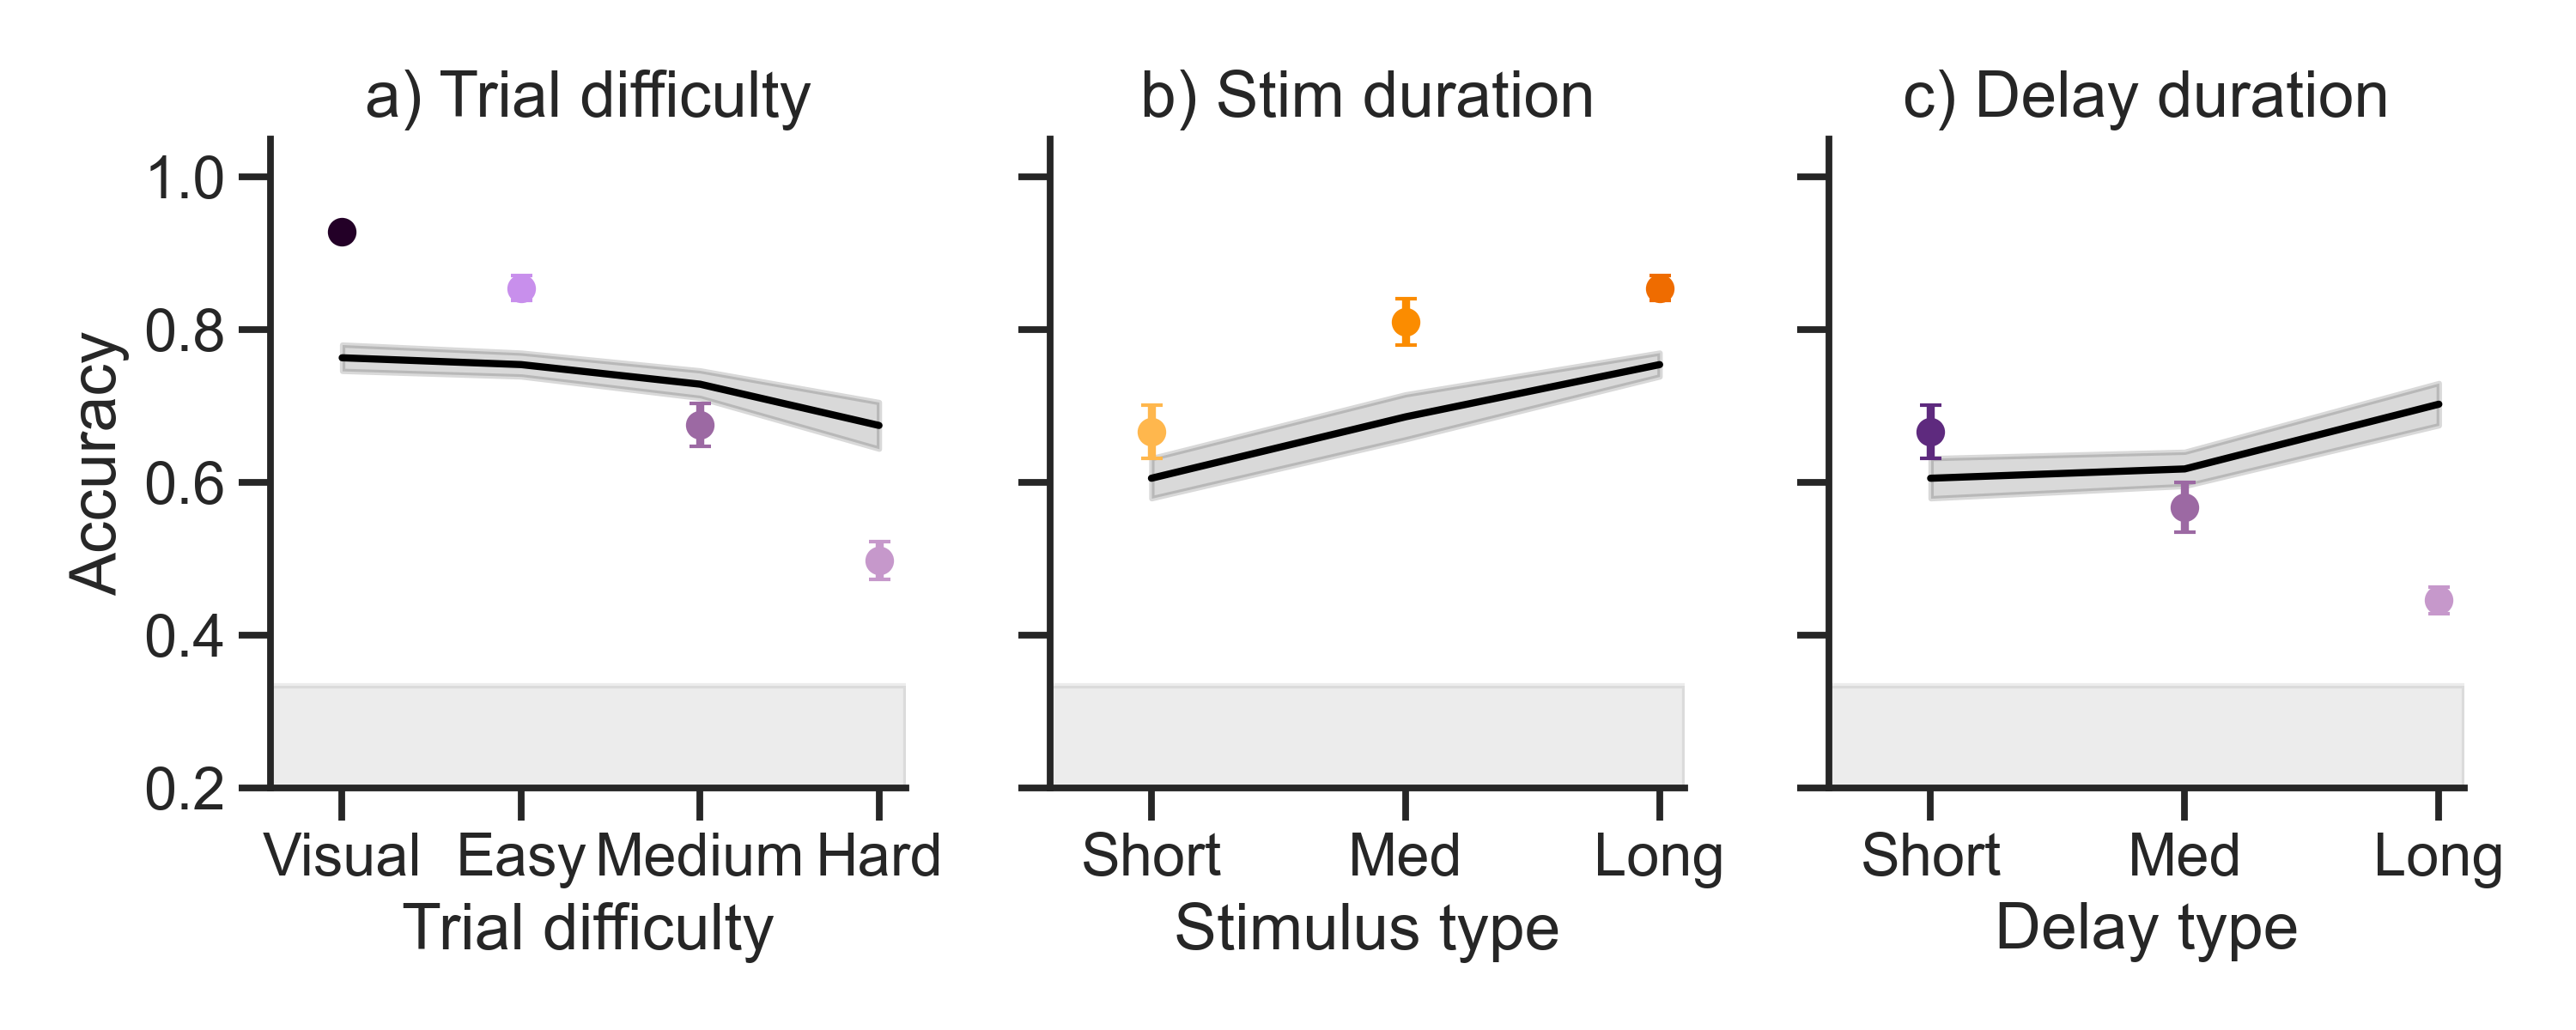 a) Trial difficulty
b) Stim duration
c) Delay duration
Accuracy
1.0
0.8
0.6
0.4
0.2
Visual Easy Medium Hard
Short Med Long
Short Med Long
Trial difficulty
Stimulus type
Delay type